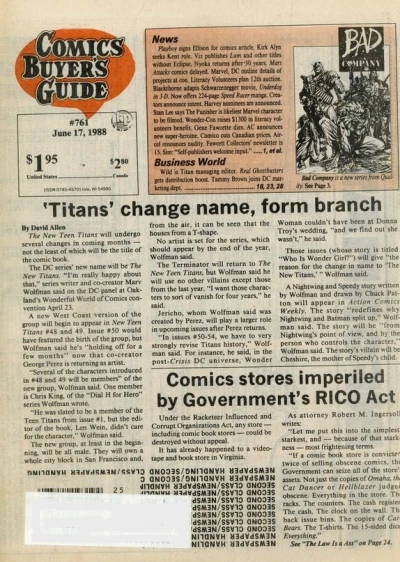 COMICS
BUYER'S
GUIDE
#761
June 17, 1988
$1 95
United States
$2 80
Canada
(ISSN 0745-4570) Iola, WI 54990
News
Playboy signs Ellison for comics article. Kirk Alyn
seeks Kent role. Viz publishes Lum and other titles
without Eclipse. Nyoka returns after 30 years. Mars
Attacks comic delayed. Marvel, DC outline details of
projects at con. Literacy Volunteers plan 12th auction.
Blackthorne adapts Schwarzenegger movie, Underdog
in 3-D. Now offers 224-page Speed Racer manga. Crea-
tors announce intent. Harvey nominees are announced.
Stan Lee says The Punisher is likeliest Marvel character
to be filmed. Wonder-Con raises $1300 in literacy vol-
unteers benefit. Gene Fawcette dies. AC announces
new super-heroine. Comico cuts Canadian prices. Air-
cel renumbers nudity. Fawcett Collectors' newsletter is
15. Sim: "Self-publishers welcome input." ..... 1, et al.
Business World
Wild is Titan managing editor. Real Ghostbusters
gets distribution boost. Tammy Brown joins DC mar-
keting dept. ..... 16, 23, 28
BAD
COMPANY
Bad Company is a new series from Qual-
ity: See Page 3.
'Titans' change name, form branch
By David Allen
The New Teen Titans will undergo
several changes in coming months —
not the least of which will be the title of
the comic book.
The DC series' new name will be The
New Titans. "I'm really happy about
that," series writer and co-creator Marv
Wolfman said on the DC panel at Oak-
land's Wonderful World of Comics con-
vention April 23.
A new West Coast version of the
group will begin to appear in New Teen
Titans #48 and 49. Issue #50 would
have featured the birth of the group, but
Wolfman said he's "holding off for a
few months" now that co-creator
George Perez is returning as artist.
"Several of the characters introduced
in #48 and 49 will be members" of the
new group, Wolfman said. One member
is Chris King, of the "Dial H for Hero"
series Wolfman wrote.
"He was slated to be a member of the
Teen Titans from issue #1, but the edi-
tor of the book, Len Wein, didn't care
for the character," Wolfman said.
The new group, at least in the begin-
ning, will be all male. They will own a
whole city block in San Francisco and,
from the air, it can be seen that the
houses from a T-shape.
No artist is set for the series, which
should appear by the end of the year,
Wolfman said.
The Terminator will return to The
New Teen Titans, but Wolfman said he
will use no other villains except those
from the last year. "I want those charac-
ters to sort of vanish for four years," he
said.
Jericho, whom Wolfman said was
created by Perez, will play a larger role
in upcoming issues after Perez returns.
"In issues #50-54, we have to very
strongly revise Titans history," Wolf-
man said. For instance, he said, in the
post-Crisis DC universe, Wonder
Woman couldn't have been at Donna
Troy's wedding, "and we find out she
wasn't," he said.
Those issues (whose story is titled
"Who Is Wonder Girl?") will give "the
reason for the change in name to 'The
New Titans,'" Wolfman said.
A Nightwing and Speedy story written
by Wolfman and drawn by Chuck Pat-
ton will appear in Action Comics
Weekly. The story "redefines why
Nightwing and Batman split up," Wolf-
man said. The story will be "from
Nightwing's point of view, and by the
person who controls the character,"
Wolfman said. The story's villain will be
Cheshire, the mother of Speedy's child.
Comics stores imperiled
by Government's RICO Act
Under the Racketeer Influenced and
Corrupt Organizations Act, any store —
including comic book stores — could be
destroyed without appeal.
It has already happened to a video-
tape and book store in Virginia.
As attorney Robert M. Ingersoll
writes:
"Let me put this into the simplest,
starkest, and — because of that stark-
ness — most frightening terms.
"If a comic book store is convicted
twice of selling obscene comics, the
Government can seize all of the store's
assets. Not just the copies of Omaha, the
Cat Dancer or Hellblazer judged
obscene. Everything. The store. The
racks. The counters. The cash register.
The cash. The clock on the wall. The
back issue bins. The copies of Care
Bears. The T-shirts. The 15-sided dice.
Everything."
See "The Law Is a Ass" on Page 24.
NEWSPAPER HANDLING/SECOND CLASS/NEWSPAPER HANDLING
25